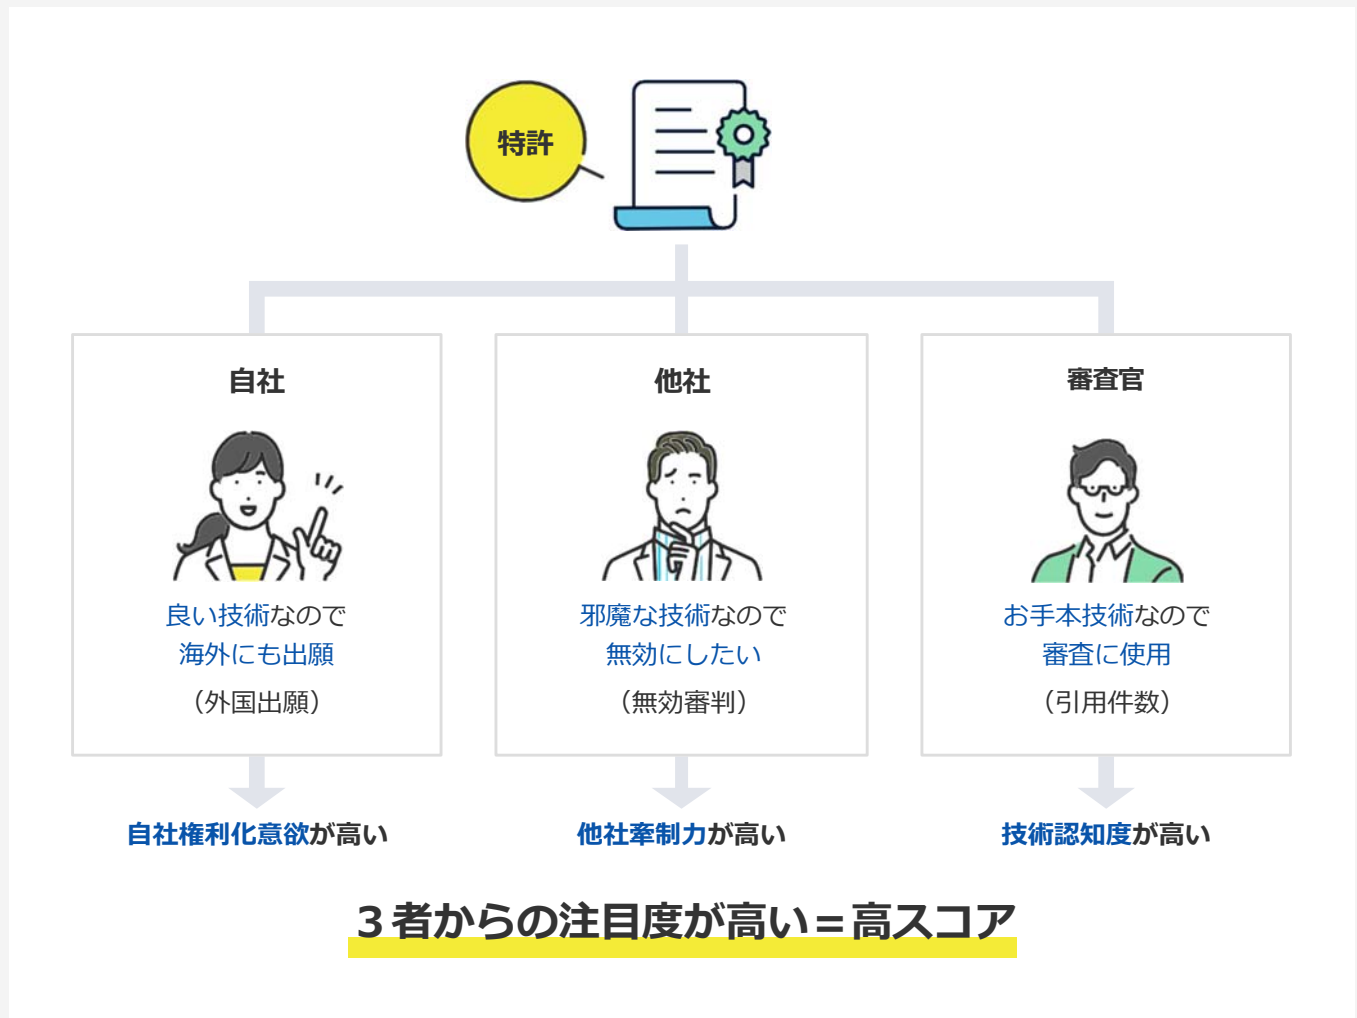 特許
自社
良い技術なので
海外にも出願
（外国出願）
自社権利化意欲が高い
他社
邪魔な技術なので
無効にしたい
（無効審判）
他社牽制力が高い
審査官
お手本技術なので
審査に使用
（引用件数）
技術認知度が高い
３者からの注目度が高い＝高スコア